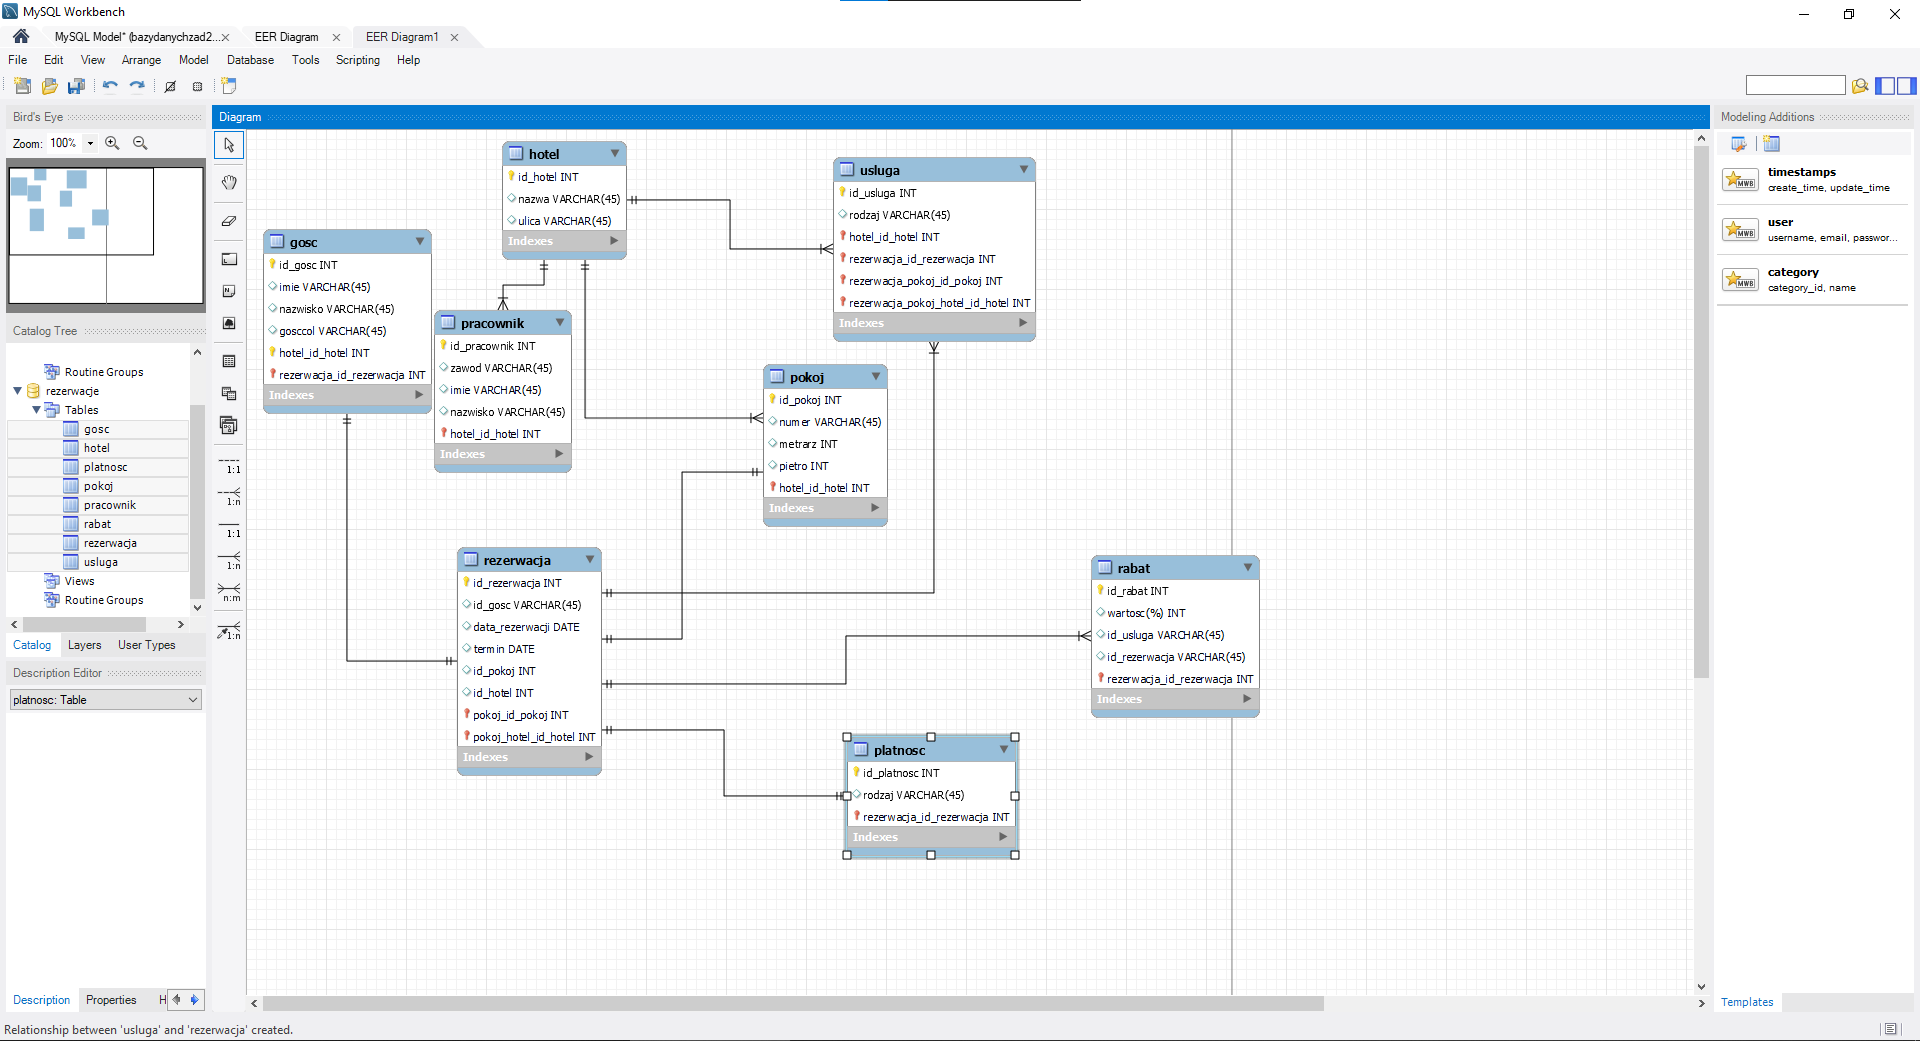 MySQL Workbench
MySQL Model* (bazydanychzad2...
EER Diagram
EER Diagram1
File Edit View Arrange Model Database Tools Scripting Help
Bird's Eye
Zoom: 100%
Catalog Tree
Routine Groups
rezerwacje
Tables
gosc
hotel
platnosc
pokoj
pracownik
rabat
rezerwacja
usluga
Views
Routine Groups
Catalog Layers User Types
Description Editor
platnosc: Table
Description Properties H
Relationship between 'usluga' and 'rezerwacja' created.
Diagram
1:1
1:n
1:1
1:n
n:m
1:n
hotel
id_hotel INT
nazwa VARCHAR(45)
ulica VARCHAR(45)
Indexes
usluga
id_usluga INT
rodzaj VARCHAR(45)
hotel_id_hotel INT
rezerwacja_id_rezerwacja INT
rezerwacja_pokoj_id_pokoj INT
rezerwacja_pokoj_hotel_id_hotel INT
Indexes
gosc
id_gosc INT
imie VARCHAR(45)
nazwisko VARCHAR(45)
gosccol VARCHAR(45)
hotel_id_hotel INT
rezerwacja_id_rezerwacja INT
Indexes
pracownik
id_pracownik INT
zawod VARCHAR(45)
imie VARCHAR(45)
nazwisko VARCHAR(45)
hotel_id_hotel INT
Indexes
pokoj
id_pokoj INT
numer VARCHAR(45)
metrarz INT
pietro INT
hotel_id_hotel INT
Indexes
rezerwacja
id_rezerwacja INT
id_gosc VARCHAR(45)
data_rezerwacji DATE
termin DATE
id_pokoj INT
id_hotel INT
pokoj_id_pokoj INT
pokoj_hotel_id_hotel INT
Indexes
rabat
id_rabat INT
wartosc(%) INT
id_usluga VARCHAR(45)
id_rezerwacja VARCHAR(45)
rezerwacja_id_rezerwacja INT
Indexes
platnosc
id_platnosc INT
rodzaj VARCHAR(45)
rezerwacja_id_rezerwacja INT
Indexes
Modeling Additions
MWB
timestamps
create_time, update_time
MWB
user
username, email, passwor...
MWB
category
category_id, name
Templates